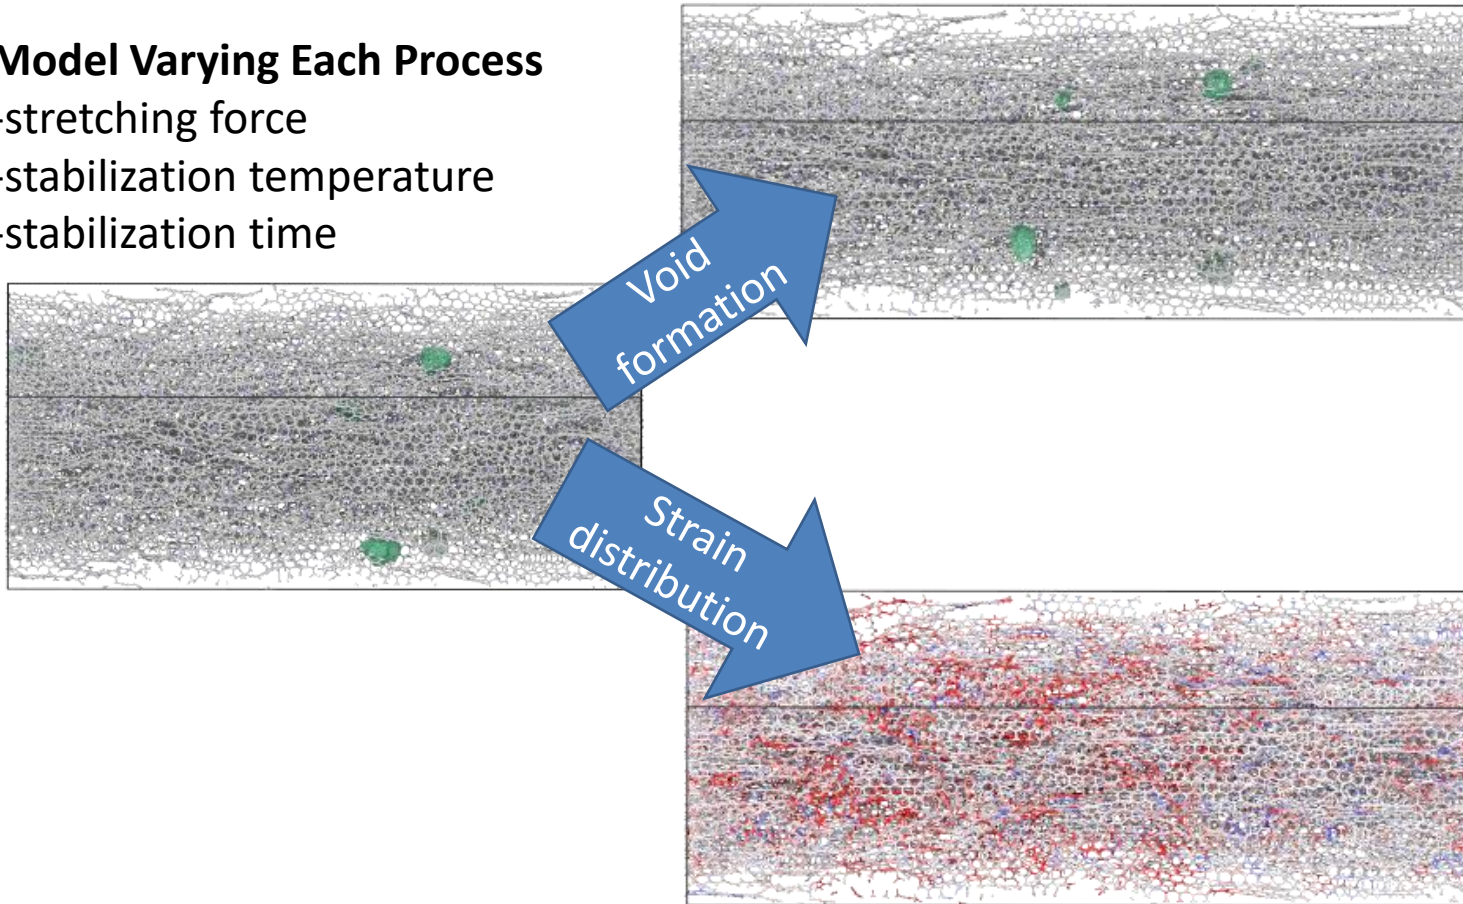 Model Varying Each Process
-stretching force
-stabilization temperature
-stabilization time
Void
formation
Strain
distribution